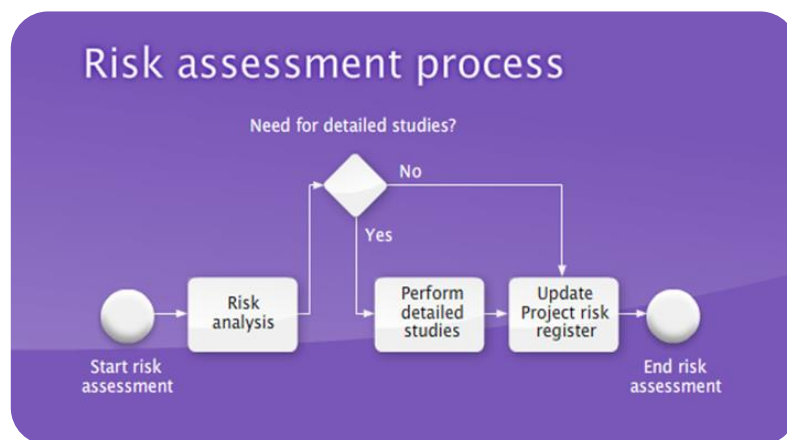 Risk assessment process
Need for detailed studies?
No
Yes
Risk
analysis
Perform
detailed
studies
Update
Project risk
register
Start risk
assessment
End risk
assessment